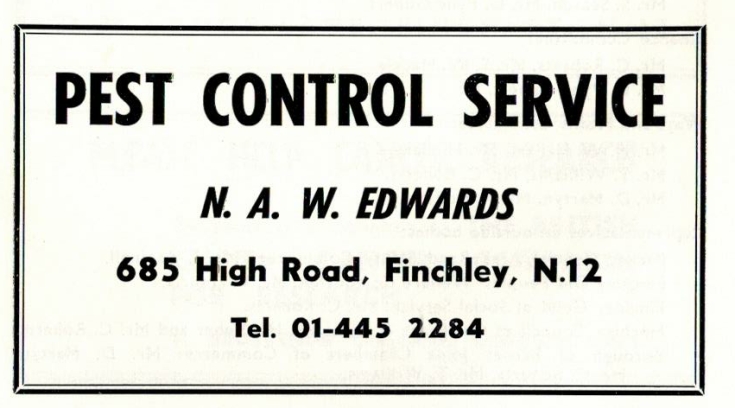 PEST CONTROL SERVICE
N. A. W. EDWARDS
685 High Road, Finchley, N.12
Tel. 01-445 2284